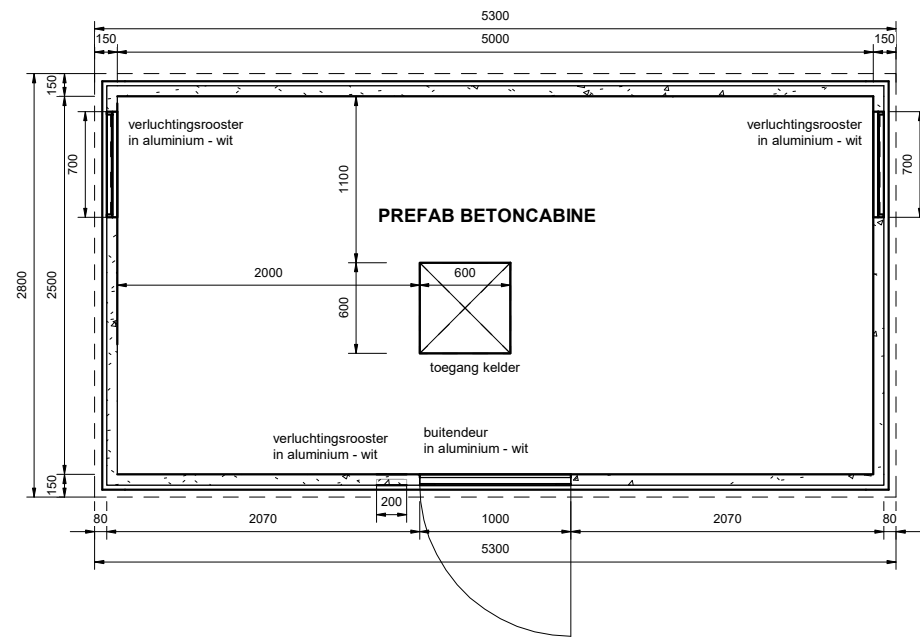 5300
150
5000
150
150
verluchtingsrooster
in aluminium - wit
verluchtingsrooster
in aluminium - wit
700
1100
700
PREFAB BETONCABINE
2800
2500
2000
600
600
toegang kelder
verluchtingsrooster
in aluminium - wit
buitendeur
in aluminium - wit
150
200
80
2070
1000
2070
80
5300